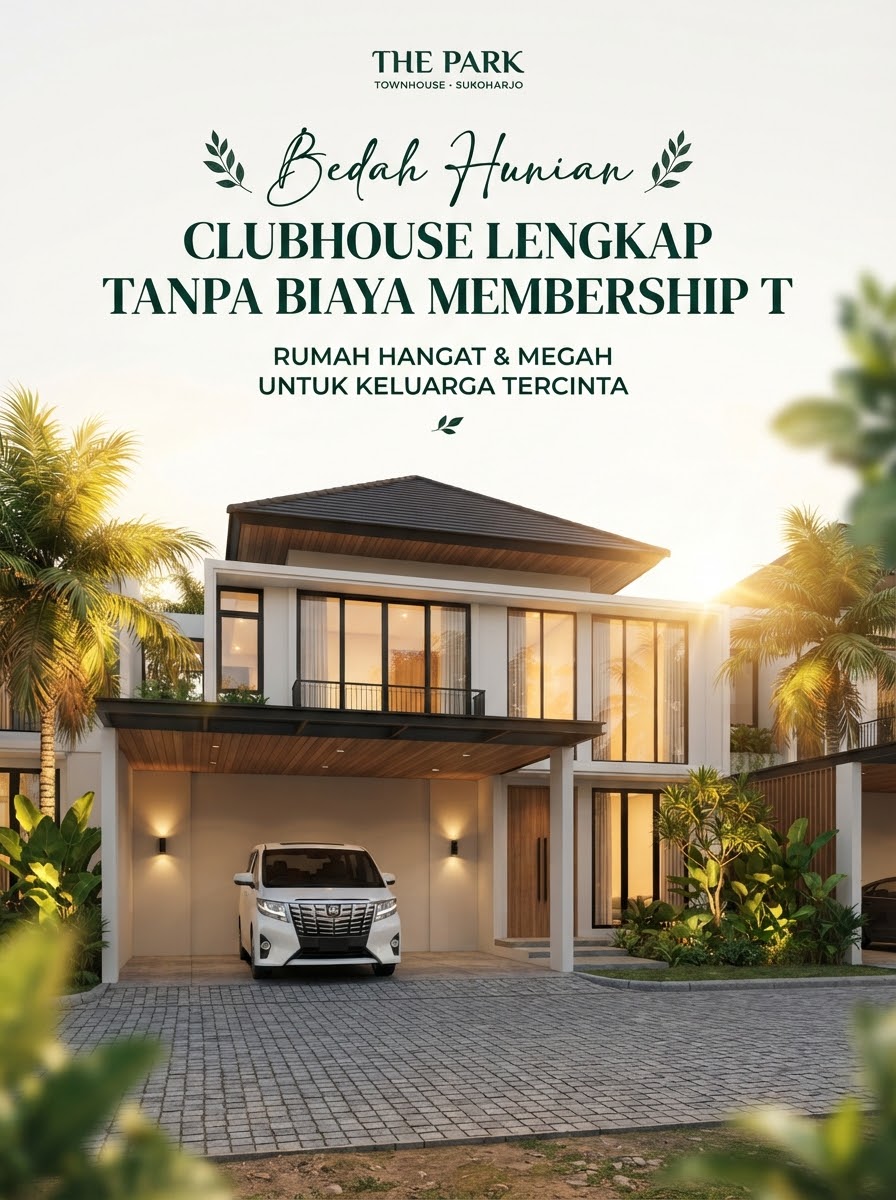 THE PARK
TOWNHOUSE • SUKOHARJO
Bedah Hunian
CLUBHOUSE LENGKAP
TANPA BIAYA MEMBERSHIP T
RUMAH HANGAT & MEGAH
UNTUK KELUARGA TERCINTA